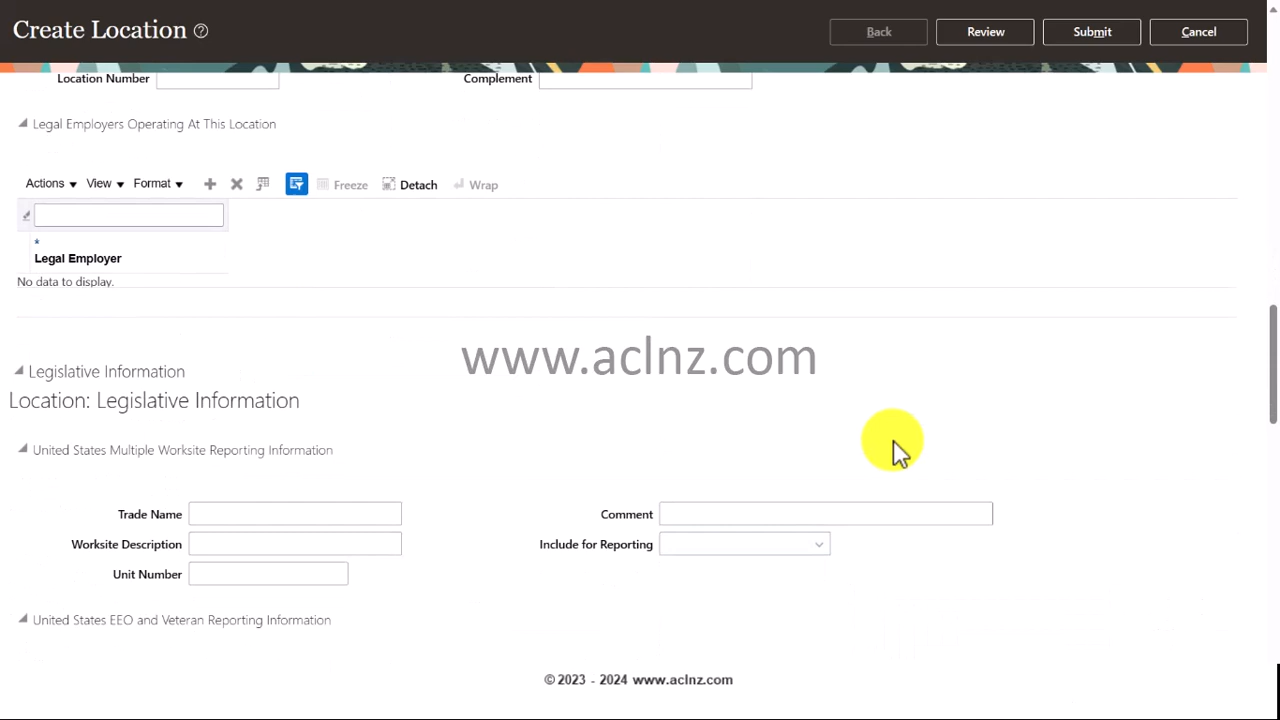 Create Location ?
Back Review Submit Cancel
Location Number Complement
Legal Employers Operating At This Location
Actions View Format Freeze Detach Wrap
*
Legal Employer
No data to display.
www.aclnz.com
Legislative Information
Location: Legislative Information
United States Multiple Worksite Reporting Information
Trade Name Comment
Worksite Description Include for Reporting
Unit Number
United States EEO and Veteran Reporting Information
© 2023 - 2024 www.aclnz.com